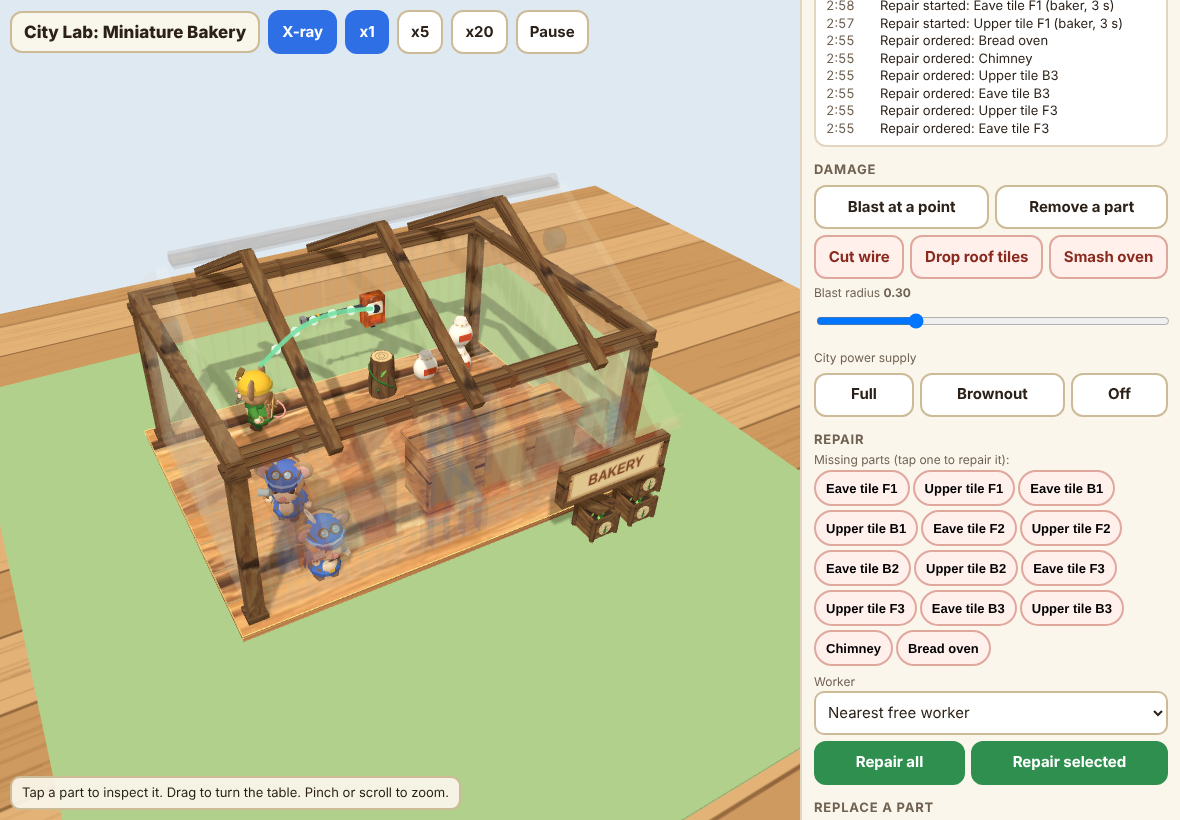 City Lab: Miniature Bakery
X-ray
x1
x5
x20
Pause
BAKERY
Tap a part to inspect it. Drag to turn the table. Pinch or scroll to zoom.
2:58 Repair started: Eave tile F1 (baker, 3 s)
2:57 Repair started: Upper tile F1 (baker, 3 s)
2:55 Repair ordered: Bread oven
2:55 Repair ordered: Chimney
2:55 Repair ordered: Upper tile B3
2:55 Repair ordered: Eave tile B3
2:55 Repair ordered: Upper tile F3
2:55 Repair ordered: Eave tile F3
DAMAGE
Blast at a point
Remove a part
Cut wire
Drop roof tiles
Smash oven
Blast radius 0.30
City power supply
Full
Brownout
Off
REPAIR
Missing parts (tap one to repair it):
Eave tile F1
Upper tile F1
Eave tile B1
Upper tile B1
Eave tile F2
Upper tile F2
Eave tile B2
Upper tile B2
Eave tile F3
Upper tile F3
Eave tile B3
Upper tile B3
Chimney
Bread oven
Worker
Nearest free worker
Repair all
Repair selected
REPLACE A PART